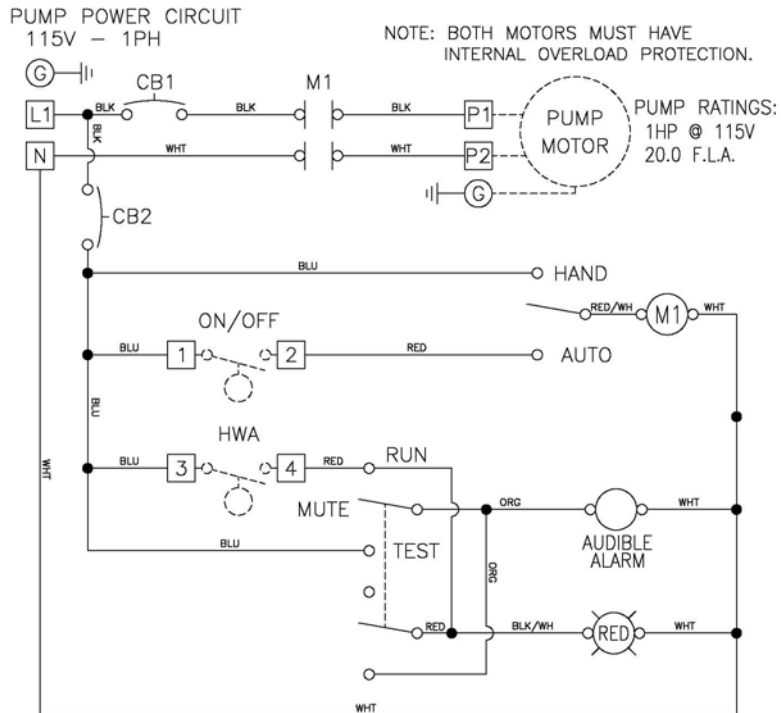 PUMP POWER CIRCUIT
115V - 1PH
NOTE: BOTH MOTORS MUST HAVE
INTERNAL OVERLOAD PROTECTION.
G
CB1
M1
L1
BLK
BLK
BLK
P1
PUMP
MOTOR
PUMP RATINGS:
1HP @ 115V
20.0 F.L.A.
BLK
N
WHT
WHT
P2
G
CB2
BLU
HAND
RED/WH
M1
WHT
ON/OFF
BLU
1
2
RED
AUTO
BLU
HWA
WHT
BLU
3
4
RED
RUN
MUTE
ORG
WHT
BLU
TEST
AUDIBLE
ALARM
ORG
RED
BLK/WH
RED
WHT
WHT